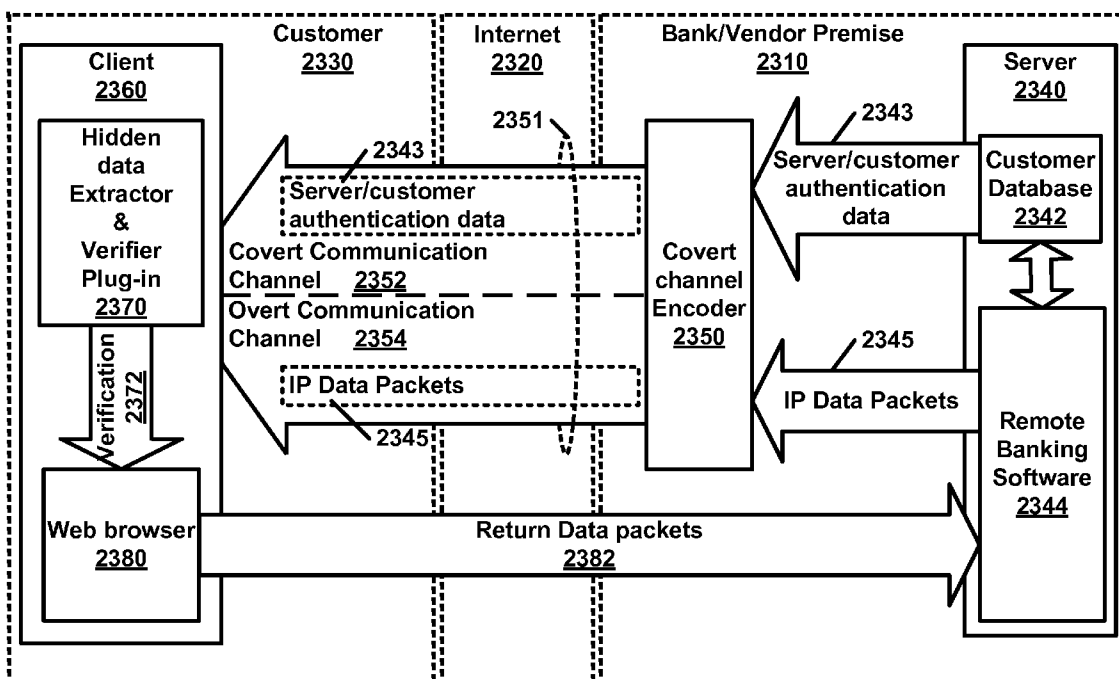 Customer
2330
Internet
2320
Bank/Vendor Premise
2310
Client
2360
Server
2340
Hidden
data
Extractor
&
Verifier
Plug-in
2370
2351
2343
Server/customer
authentication data
Covert Communication
Channel 2352
Overt Communication
Channel 2354
IP Data Packets
2345
Covert
channel
Encoder
2350
2343
Server/customer
authentication
data
Customer
Database
2342
2345
IP Data Packets
Remote
Banking
Software
2344
Verification
2372
Web browser
2380
Return Data packets
2382